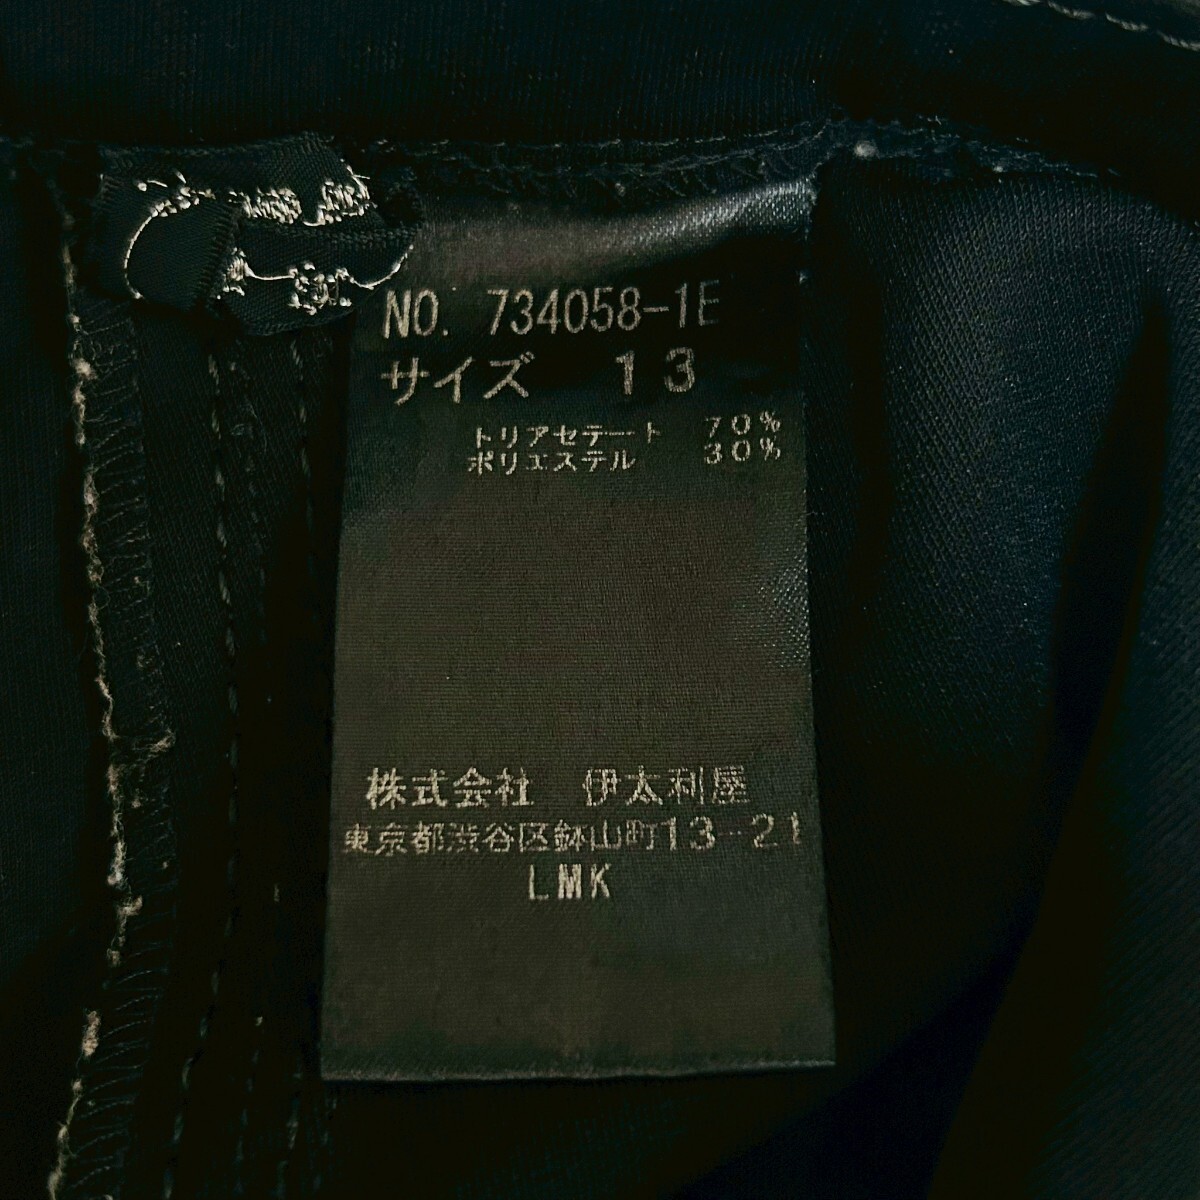 NO. 734058-1E
サイズ 13
トリアセテート 70%
ポリエステル 30%
株式会社 伊太利屋
東京都渋谷区鉢山町13-21
LMK